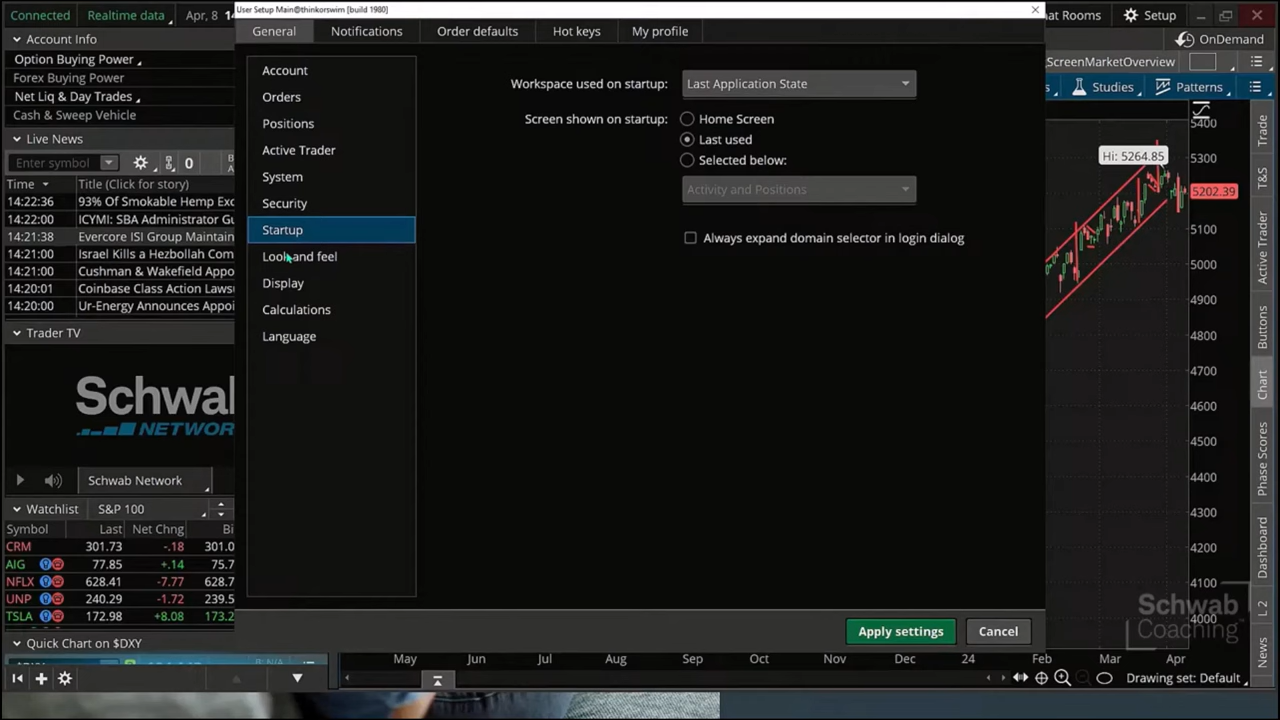 Connected
Realtime data
Apr, 8
User Setup Main@thinkorswim [build 1980]
at Rooms
Setup
OnDemand
General
Notifications
Order defaults
Hot keys
My profile
Account Info
Option Buying Power
Forex Buying Power
Net Liq & Day Trades
Cash & Sweep Vehicle
Live News
Enter symbol
0
Time
Title (Click for story)
14:22:36 93% Of Smokable Hemp Exc
14:22:00 ICYMI: SBA Administrator Gu
14:21:38 Evercore ISI Group Maintain
14:21:00 Israel Kills a Hezbollah Com
14:21:00 Cushman & Wakefield Appoi
14:20:01 Coinbase Class Action Lawsu
14:20:00 Ur-Energy Announces Appoi
Trader TV
Schwab
NETWOR
Schwab Network
Watchlist
S&P 100
Symbol Last Net Chng Bi
CRM 301.73 -.18 301.0
AIG 77.85 +.14 75.7
NFLX 628.41 -7.77 628.2
UNP 240.29 -1.72 239.5
TSLA 172.98 +8.08 173.2
Quick Chart on $DXY
Account
Orders
Positions
Active Trader
System
Security
Startup
Look and feel
Display
Calculations
Language
Workspace used on startup:
Last Application State
Screen shown on startup:
Home Screen
Last used
Selected below:
Activity and Positions
Always expand domain selector in login dialog
Apply settings
Cancel
ScreenMarketOverview
Studies
Patterns
Hi: 5264.85
5400
5300
5202.39
5100
5000
4900
4800
4700
4600
4500
4400
4300
4200
4100
4000
Trade
T&S
Active Trader
Buttons
Chart
Phase Scores
Dashboard
L 2
News
Schwab
Coaching™
May Jun Jul Aug Sep Oct Nov Dec 24 Feb Mar Apr
Drawing set: Default